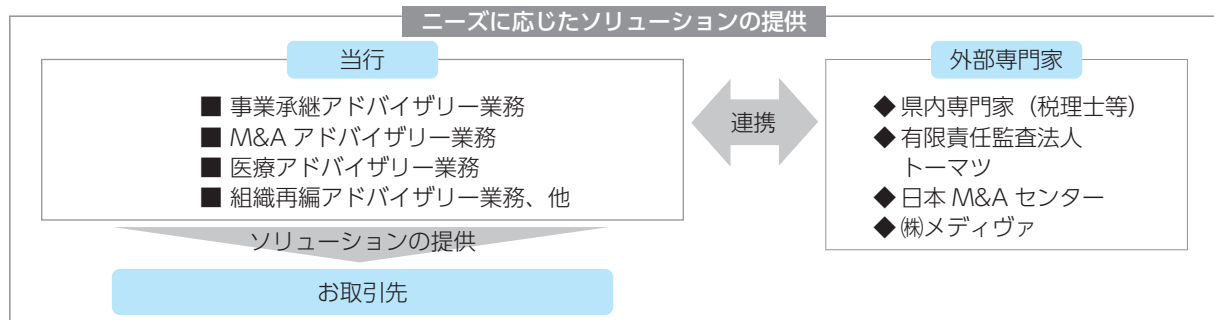 ニーズに応じたソリューションの提供
当行
■ 事業承継アドバイザリー業務
■ M&A アドバイザリー業務
■ 医療アドバイザリー業務
■ 組織再編アドバイザリー業務、他
連携
外部専門家
◆ 県内専門家（税理士等）
◆ 有限責任監査法人
トーマツ
◆ 日本 M&A センター
◆ ㈱メディヴァ
ソリューションの提供
お取引先